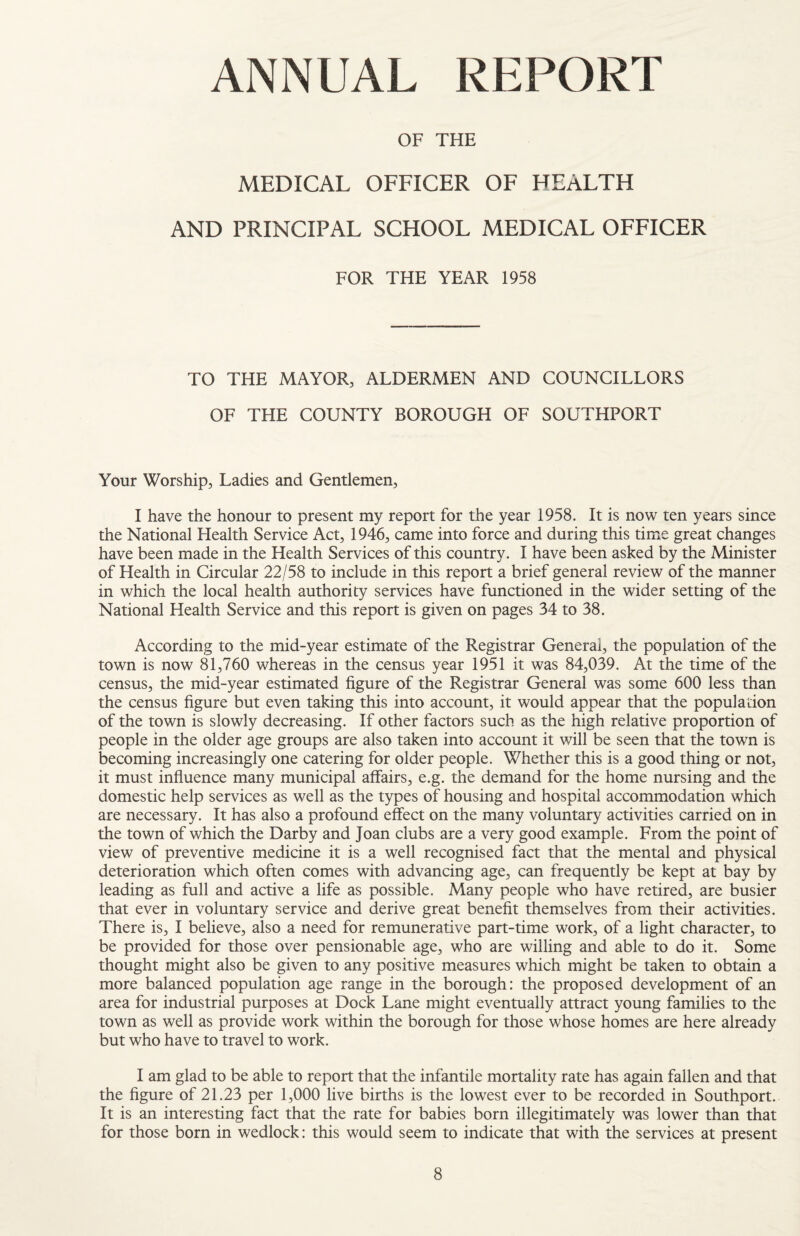 ANNUAL REPORT
OF THE
MEDICAL OFFICER OF HEALTH
AND PRINCIPAL SCHOOL MEDICAL OFFICER
FOR THE YEAR 1958
TO THE MAYOR, ALDERMEN AND COUNCILLORS
OF THE COUNTY BOROUGH OF SOUTHPORT
Your Worship, Ladies and Gentlemen,
I have the honour to present my report for the year 1958. It is now ten years since
the National Health Service Act, 1946, came into force and during this time great changes
have been made in the Health Services of this country. I have been asked by the Minister
of Health in Circular 22/58 to include in this report a brief general review of the manner
in which the local health authority services have functioned in the wider setting of the
National Health Service and this report is given on pages 34 to 38.
According to the mid-year estimate of the Registrar General, the population of the
town is now 81,760 whereas in the census year 1951 it was 84,039. At the time of the
census, the mid-year estimated figure of the Registrar General was some 600 less than
the census figure but even taking this into account, it would appear that the population
of the town is slowly decreasing. If other factors such as the high relative proportion of
people in the older age groups are also taken into account it will be seen that the town is
becoming increasingly one catering for older people. Whether this is a good thing or not,
it must influence many municipal affairs, e.g. the demand for the home nursing and the
domestic help services as well as the types of housing and hospital accommodation which
are necessary. It has also a profound effect on the many voluntary activities carried on in
the town of which the Darby and Joan clubs are a very good example. From the point of
view of preventive medicine it is a well recognised fact that the mental and physical
deterioration which often comes with advancing age, can frequently be kept at bay by
leading as full and active a life as possible. Many people who have retired, are busier
that ever in voluntary service and derive great benefit themselves from their activities.
There is, I believe, also a need for remunerative part-time work, of a light character, to
be provided for those over pensionable age, who are willing and able to do it. Some
thought might also be given to any positive measures which might be taken to obtain a
more balanced population age range in the borough: the proposed development of an
area for industrial purposes at Dock Lane might eventually attract young families to the
town as well as provide work within the borough for those whose homes are here already
but who have to travel to work.
I am glad to be able to report that the infantile mortality rate has again fallen and that
the figure of 21.23 per 1,000 live births is the lowest ever to be recorded in Southport.
It is an interesting fact that the rate for babies born illegitimately was lower than that
for those born in wedlock: this would seem to indicate that with the services at present
8